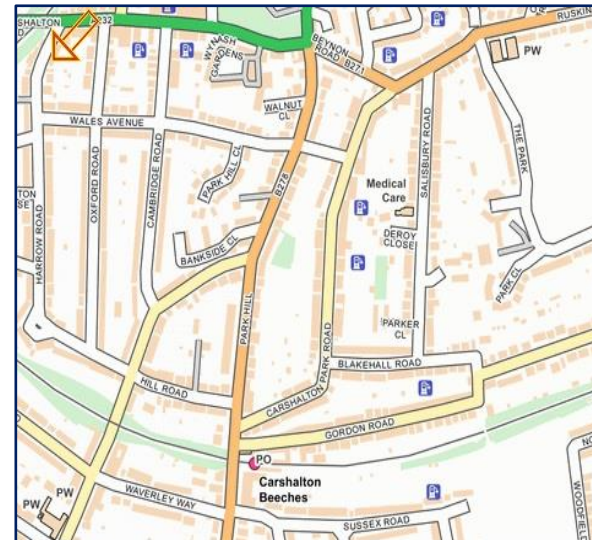 SHALTON
A232
RUSKIN
WYNASH
GARDENS
BEYNON
ROAD B271
PW
WALNUT
CL
WALES AVENUE
OXFORD ROAD
CAMBRIDGE ROAD
PARK HILL CL
B278
SALISBURY ROAD
THE PARK
Medical
Care
TON
SE
HARROW ROAD
BANKSIDE CL
DEROY
CLOSE
PARK CL
PARK HILL
CARSHALTON PARK ROAD
PARKER
CL
BLAKEHALL ROAD
HILL ROAD
GORDON ROAD
PO
Carshalton
Beeches
PW
PW
WAVERLEY WAY
SUSSEX ROAD
WOODFIELD
NO